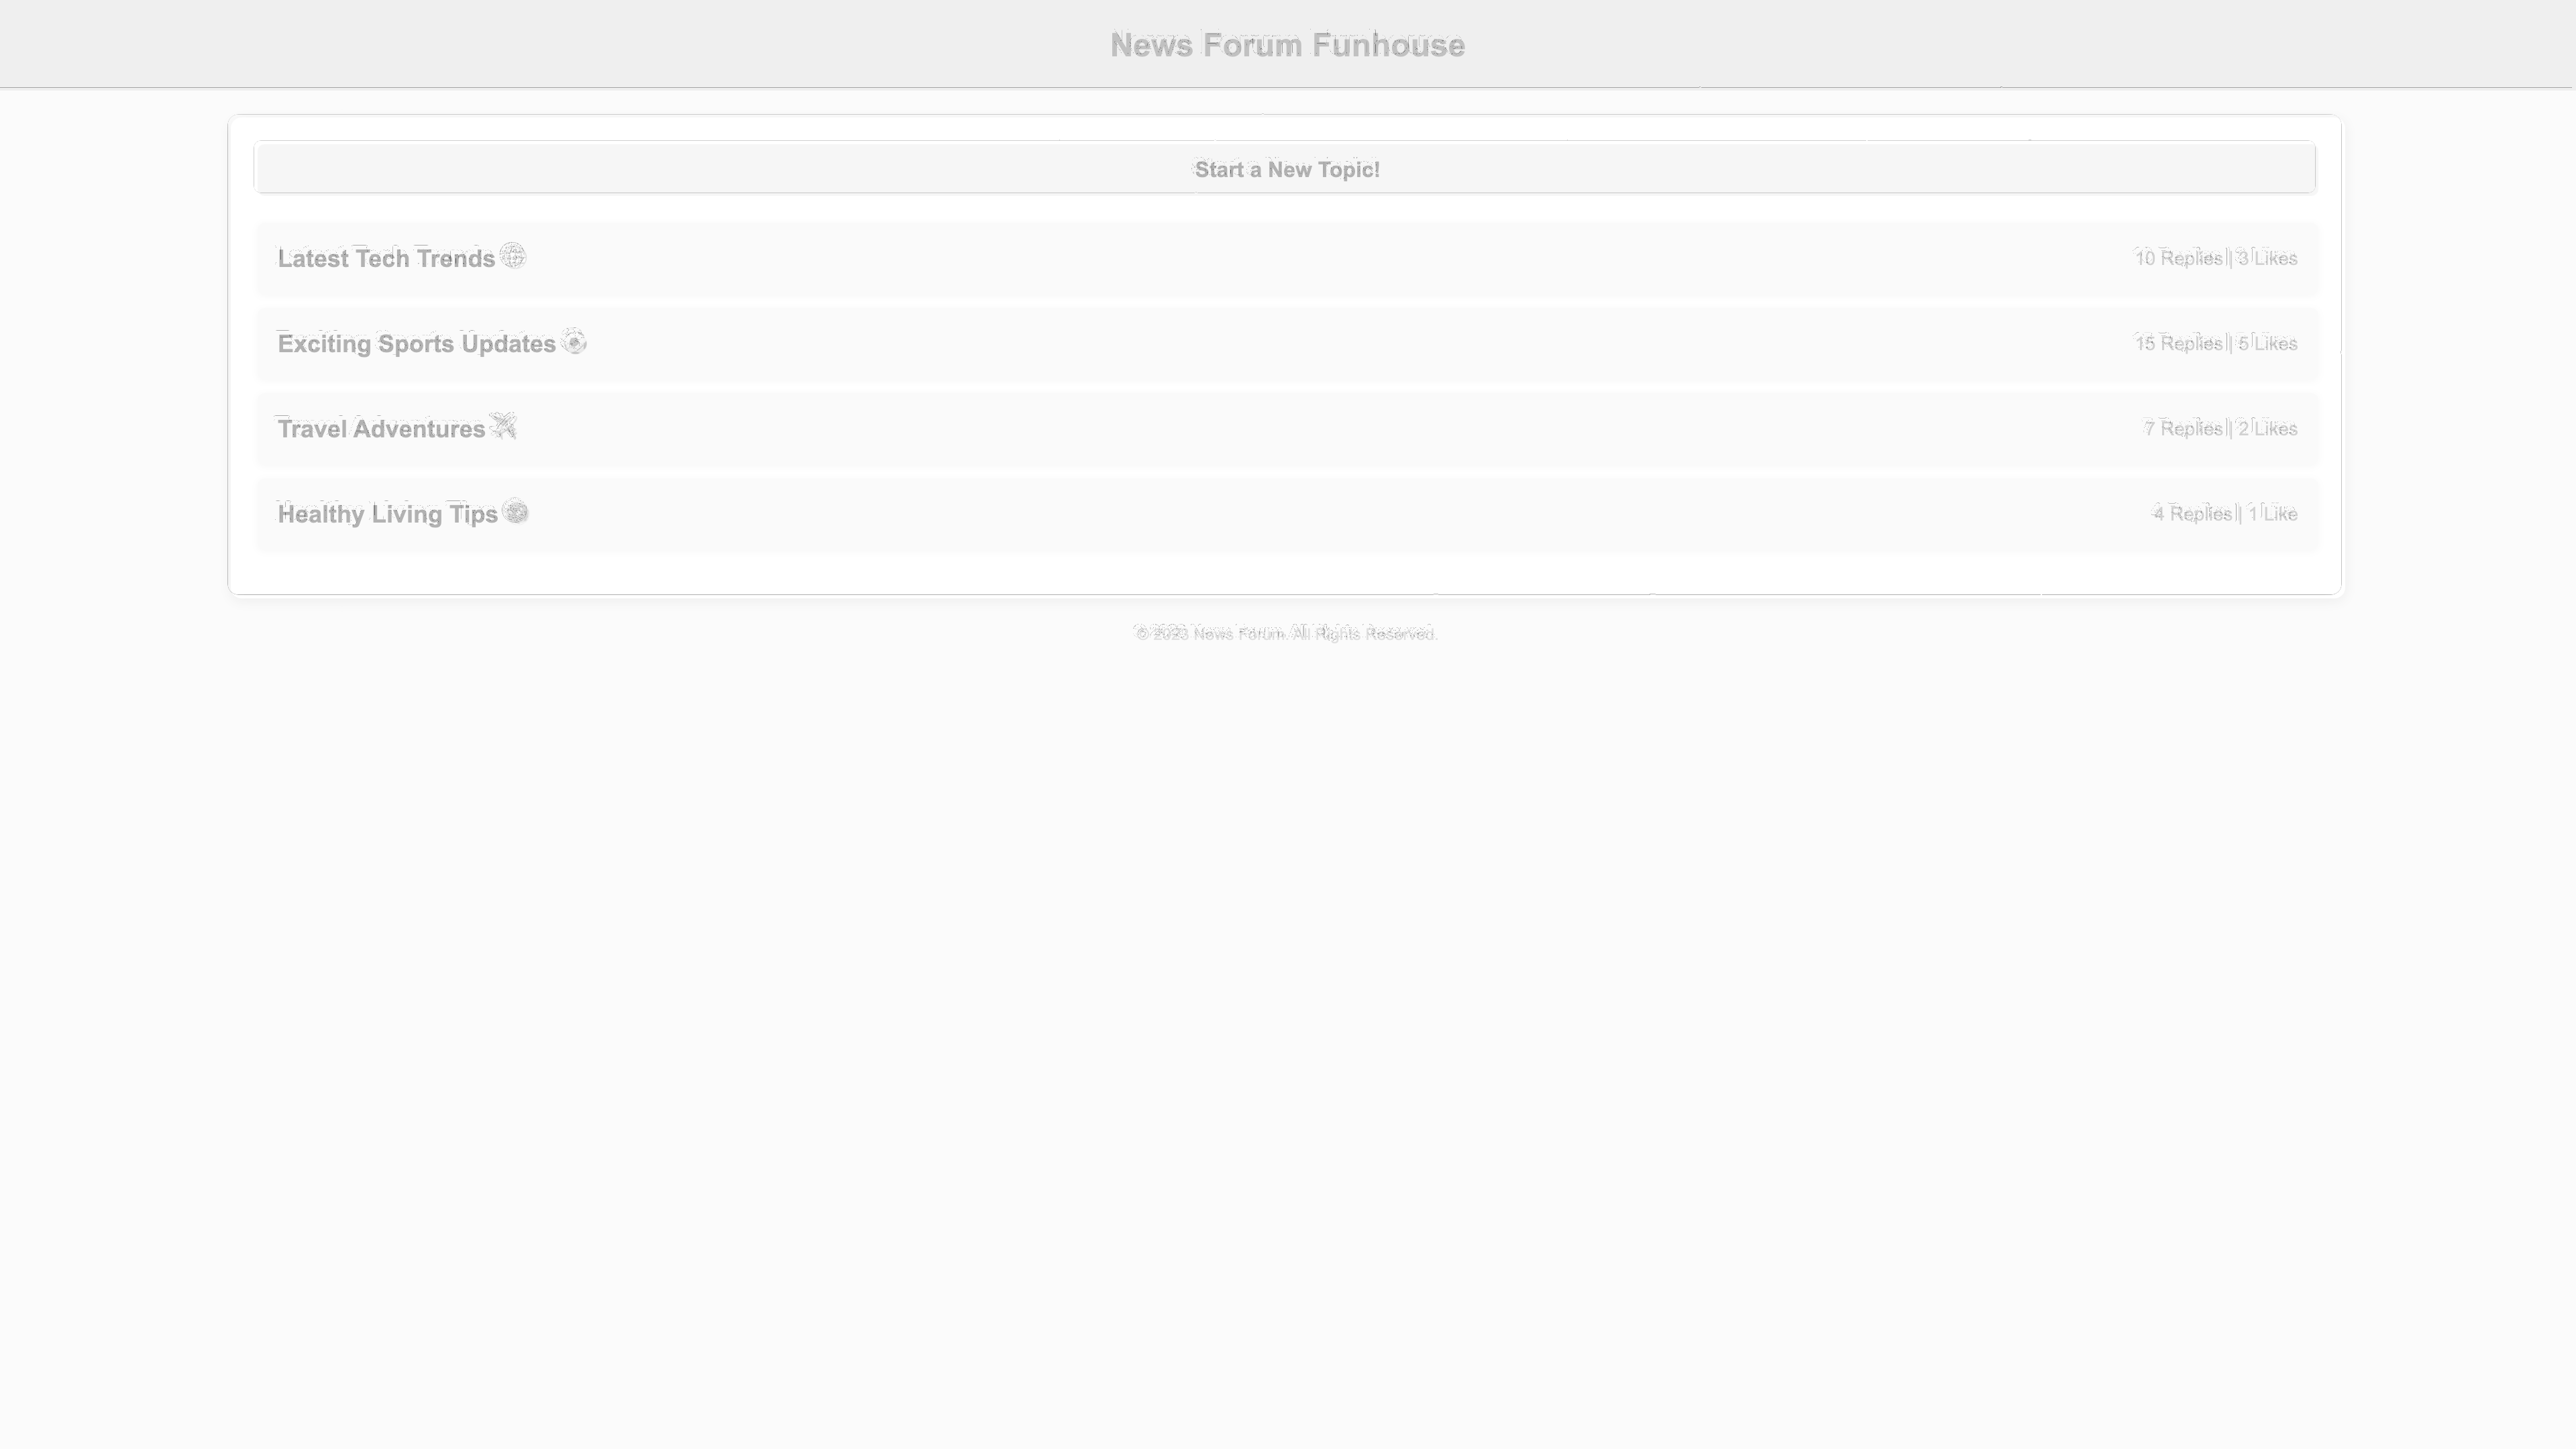 News Forum Funhouse
Start a New Topic!
Latest Tech Trends 🌐
10 Replies | 3 Likes
Exciting Sports Updates ⚽
15 Replies | 5 Likes
Travel Adventures ✈️
7 Replies | 2 Likes
Healthy Living Tips
4 Replies | 1 Like
© 2023 News Forum. All Rights Reserved.